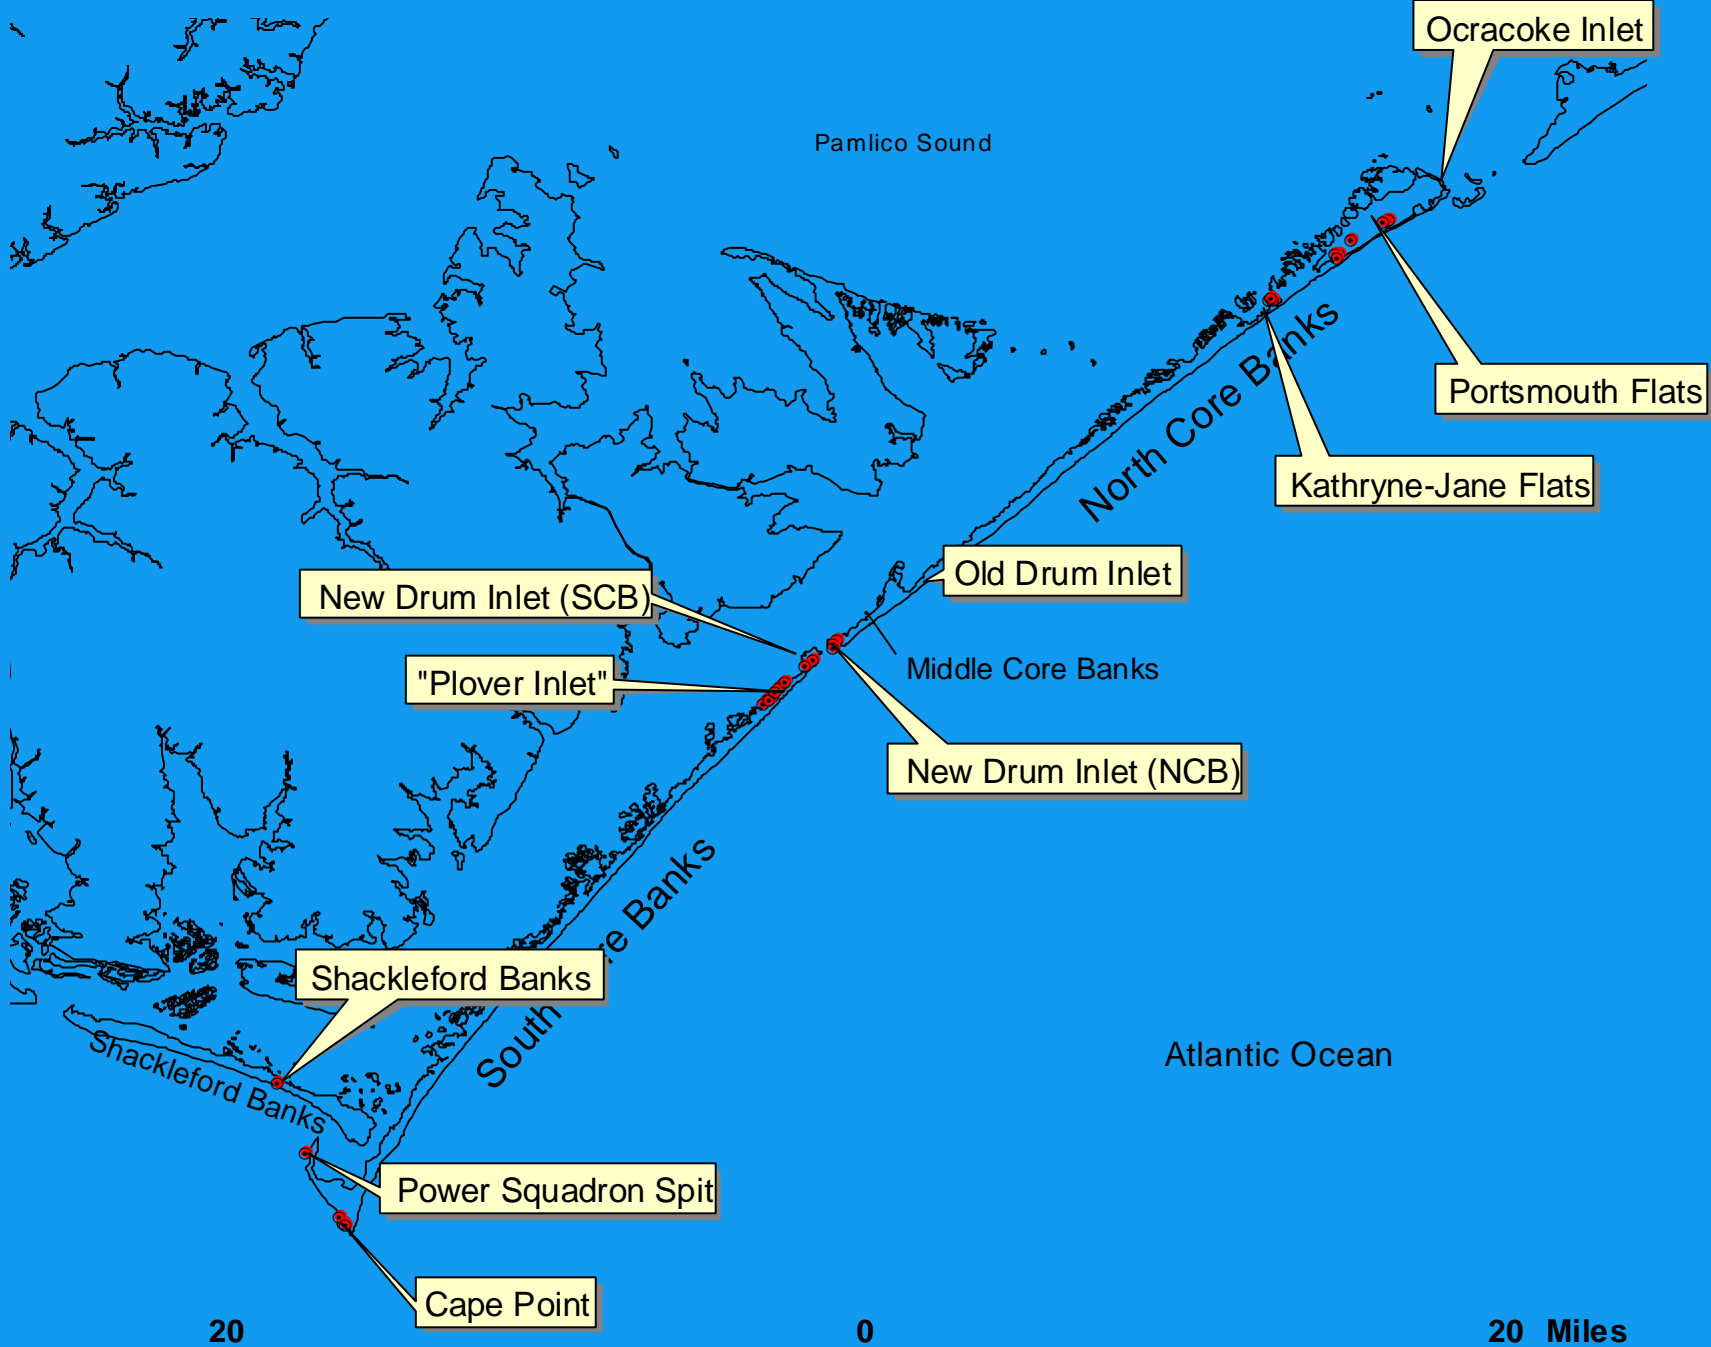 Ocracoke Inlet
Pamlico Sound
Portsmouth Flats
North Core Banks
Kathryne-Jane Flats
Old Drum Inlet
New Drum Inlet (SCB)
Middle Core Banks
"Plover Inlet"
New Drum Inlet (NCB)
South re Banks
Shackleford Banks
Atlantic Ocean
Shackleford Banks
Power Squadron Spit
Cape Point
20 0 20 Miles